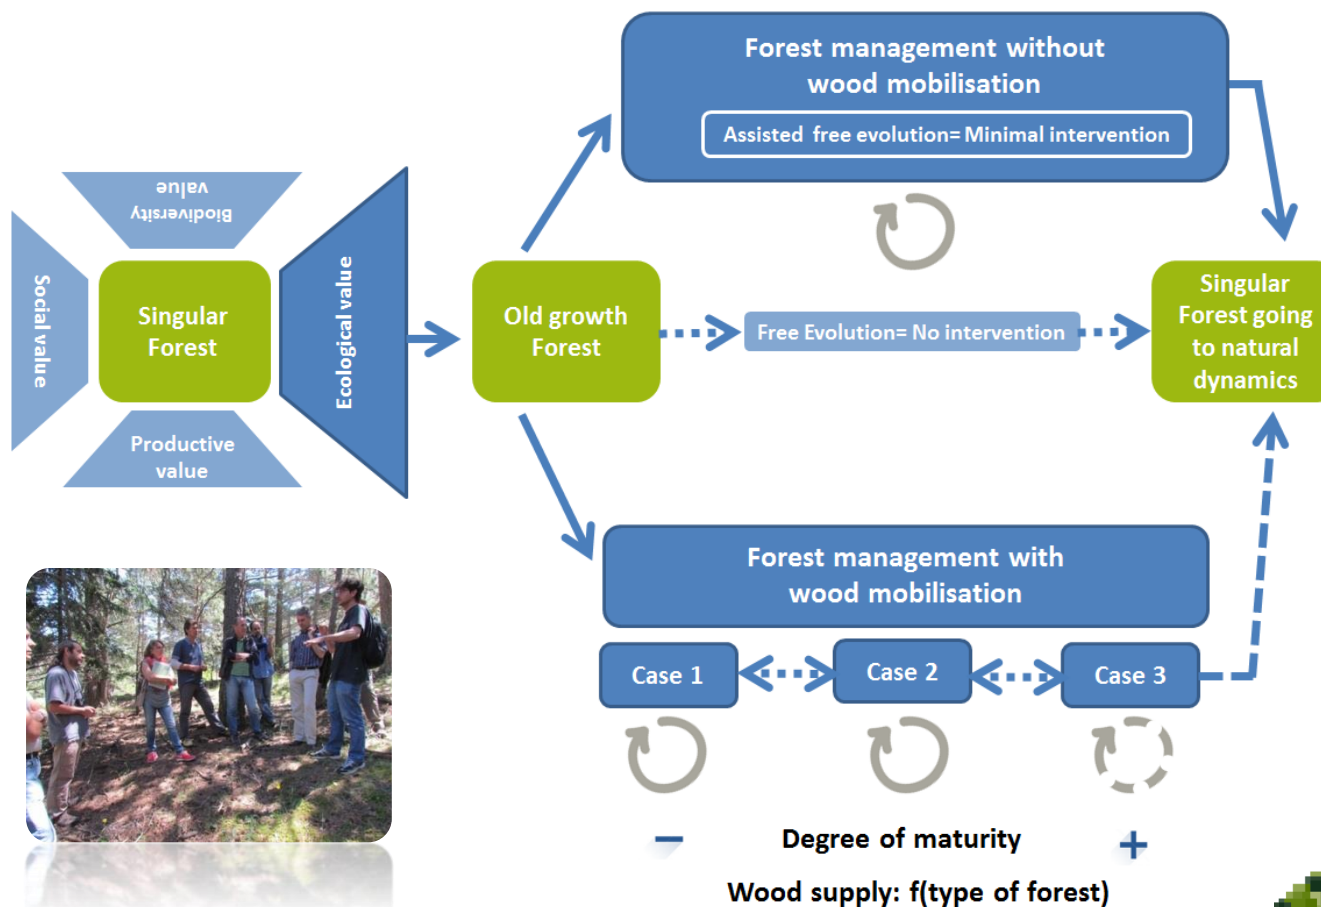 Forest management without
wood mobilisation
Assisted free evolution= Minimal intervention
Biodiversity
value
Social value
Singular
Forest
Ecological value
Productive
value
Old growth
Forest
Free Evolution= No intervention
Singular
Forest going
to natural
dynamics
Forest management with
wood mobilisation
Case 1
Case 2
Case 3
− Degree of maturity +
Wood supply: f(type of forest)